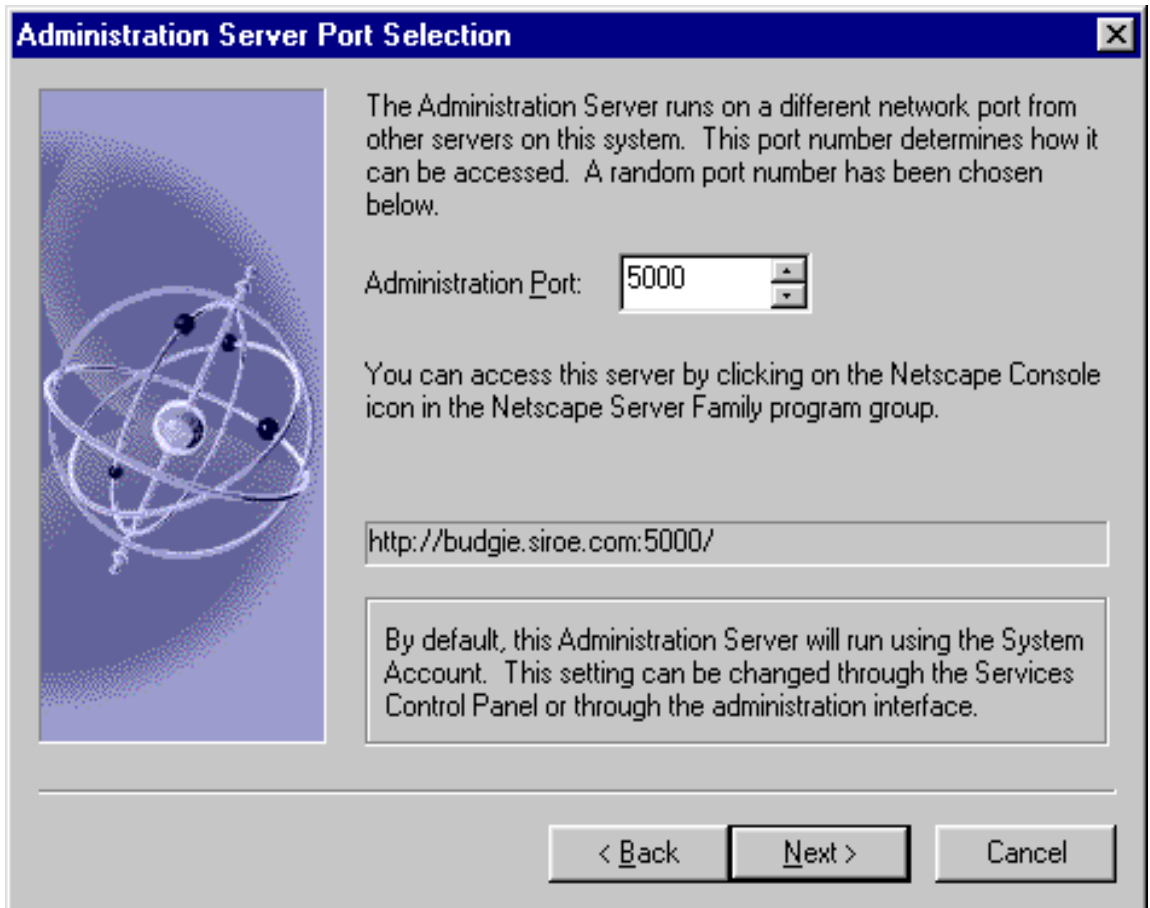 Administration Server Port Selection
The Administration Server runs on a different network port from
other servers on this system.  This port number determines how it
can be accessed.  A random port number has been chosen
below.
Administration Port: 5000
You can access this server by clicking on the Netscape Console
icon in the Netscape Server Family program group.
http://budgie.siroe.com:5000/
By default, this Administration Server will run using the System
Account.  This setting can be changed through the Services
Control Panel or through the administration interface.
< Back Next > Cancel